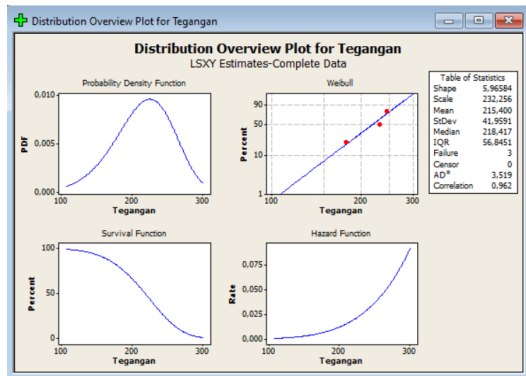 Distribution Overview Plot for Tegangan
Distribution Overview Plot for Tegangan
LSXY Estimates-Complete Data
Probability Density Function
0,010
0,005
0,000
PDF
100
200
300
Tegangan
Weibull
90
50
10
1
Percent
100
200
300
Tegangan
Table of Statistics
Shape 5,96584
Scale 232,256
Mean 215,400
StDev 41,9591
Median 218,417
IQR 56,8451
Failure 3
Censor 0
AD* 3,519
Correlation 0,962
Survival Function
100
50
0
Percent
100
200
300
Tegangan
Hazard Function
0,075
0,050
0,025
0,000
Rate
100
200
300
Tegangan